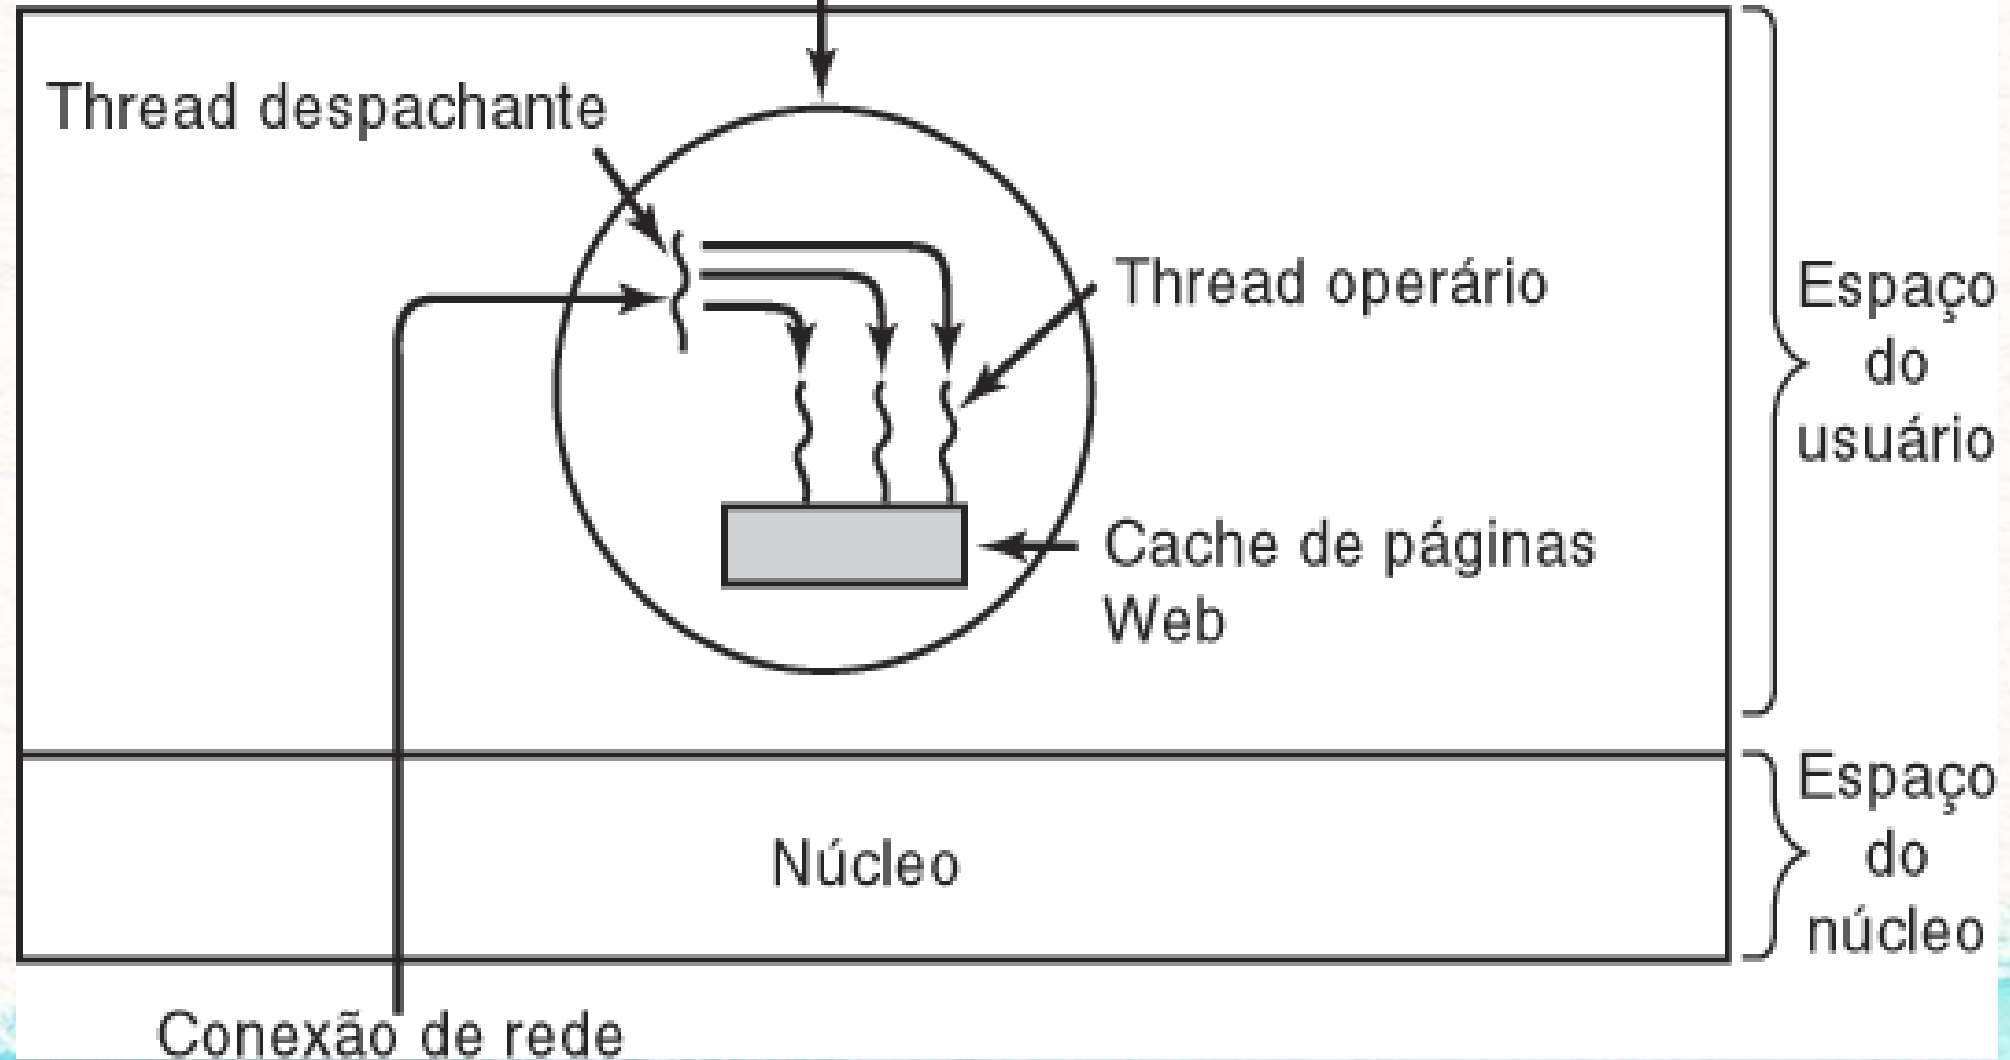 Thread despachante
Thread operário
Cache de páginas
Web
Espaço
do
usuário
Núcleo
Espaço
do
núcleo
Conexão de rede